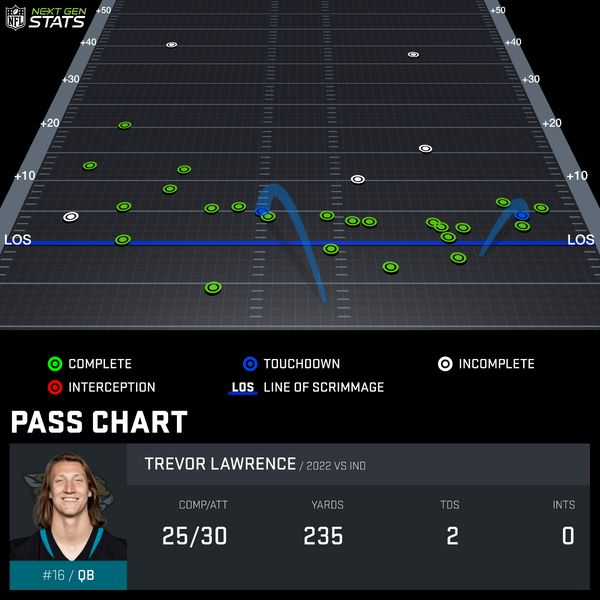 NFL NEXT GEN STATS
+50 +50
+40 +40
+30 +30
+20 +20
+10 +10
LOS LOS
COMPLETE TOUCHDOWN INCOMPLETE
INTERCEPTION LOS LINE OF SCRIMMAGE
PASS CHART
TREVOR LAWRENCE / 2022 VS IND
COMP/ATT YARDS TDS INTS
25/30 235 2 0
#16 / QB